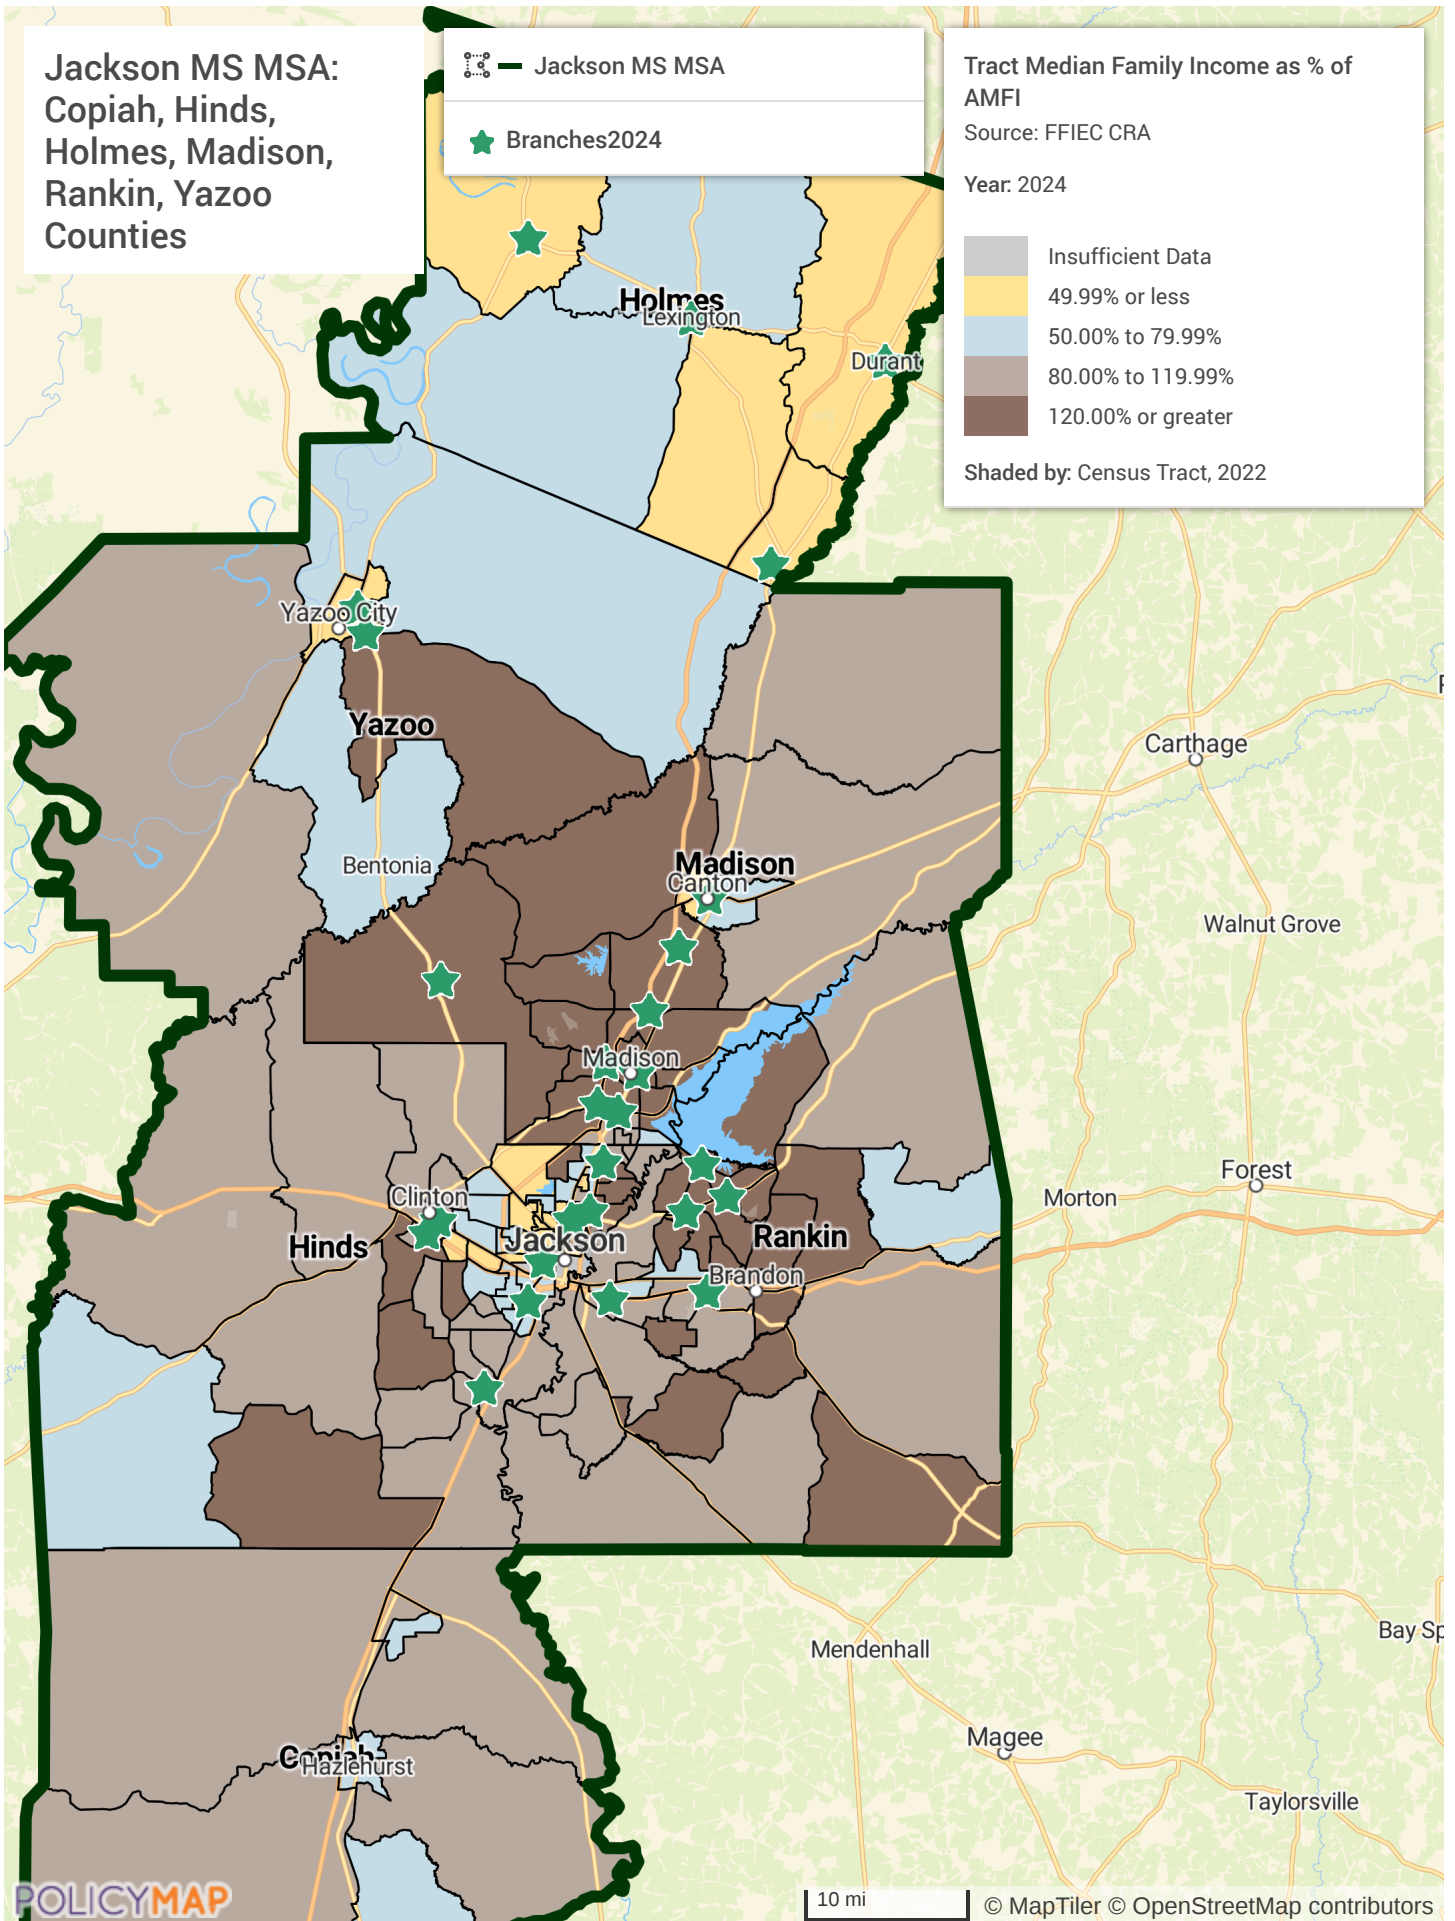 Jackson MS MSA:
Copiah, Hinds,
Holmes, Madison,
Rankin, Yazoo
Counties
Jackson MS MSA
Branches2024
Tract Median Family Income as % of
AMFI
Source: FFIEC CRA
Year: 2024
Insufficient Data
49.99% or less
50.00% to 79.99%
80.00% to 119.99%
120.00% or greater
Shaded by: Census Tract, 2022
Holmes
Lexington
Durant
Yazoo City
Yazoo
Carthage
Bentonia
Madison
Canton
Walnut Grove
Madison
Clinton
Forest
Morton
Hinds
Jackson
Rankin
Brandon
Mendenhall
Bay Sp
Magee
Copiah
Hazlehurst
Taylorsville
POLICYMAP
10 mi
© MapTiler © OpenStreetMap contributors